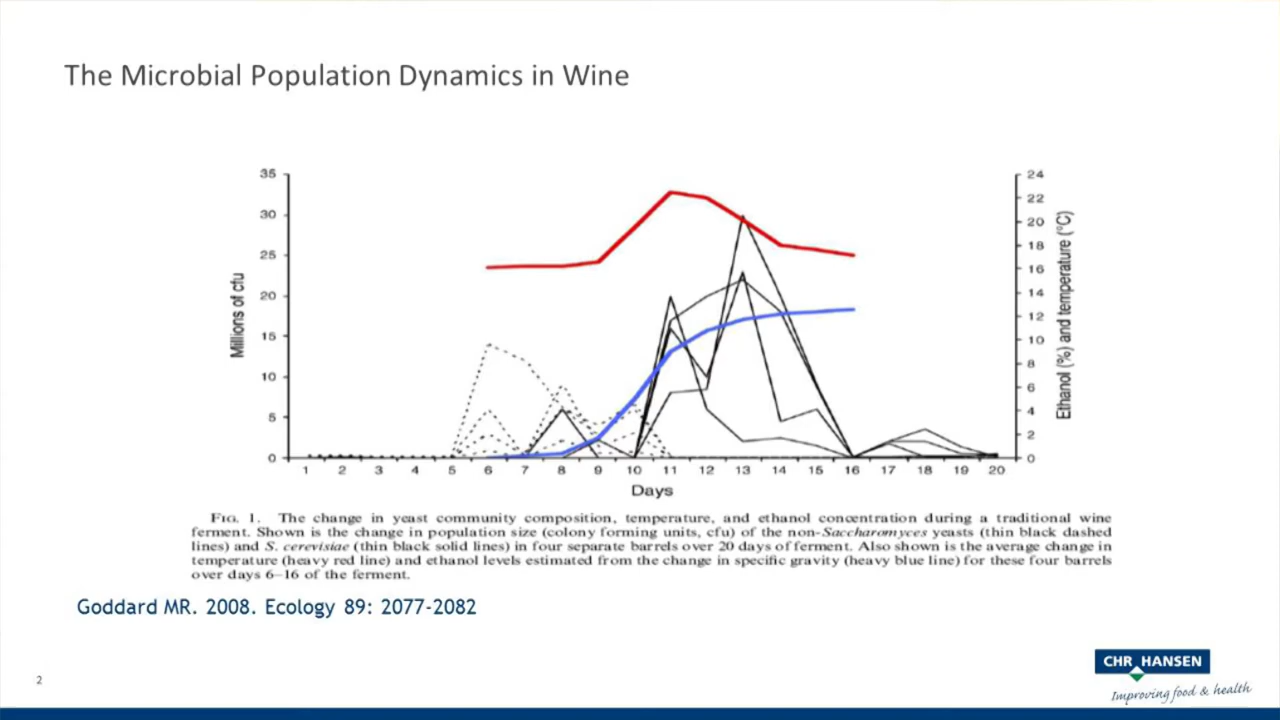 The Microbial Population Dynamics in Wine
35
30
25
20
15
10
5
0
Millions of cfu
24
22
20
18
16
14
12
10
8
6
4
2
0
Ethanol (%) and temperature (°C)
1 2 3 4 5 6 7 8 9 10 11 12 13 14 15 16 17 18 19 20
Days
FIG. 1. The change in yeast community composition, temperature, and ethanol concentration during a traditional wine
ferment. Shown is the change in population size (colony forming units, cfu) of the non-Saccharomyces yeasts (thin black dashed
lines) and S. cerevisiae (thin black solid lines) in four separate barrels over 20 days of ferment. Also shown is the average change in
temperature (heavy red line) and ethanol levels estimated from the change in specific gravity (heavy blue line) for these four barrels
over days 6–16 of the ferment.
Goddard MR. 2008. Ecology 89: 2077-2082
2
CHR HANSEN
Improving food & health